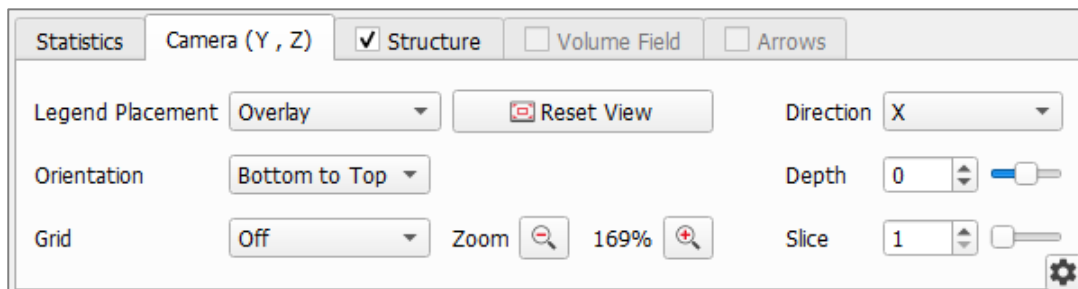 Statistics Camera (Y , Z) Structure Volume Field Arrows
Legend Placement Overlay Reset View Direction X
Orientation Bottom to Top Depth 0
Grid Off Zoom 169% Slice 1